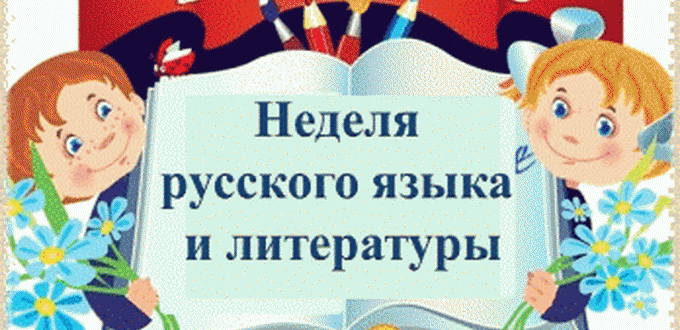 Неделя
русского языка
и литературы